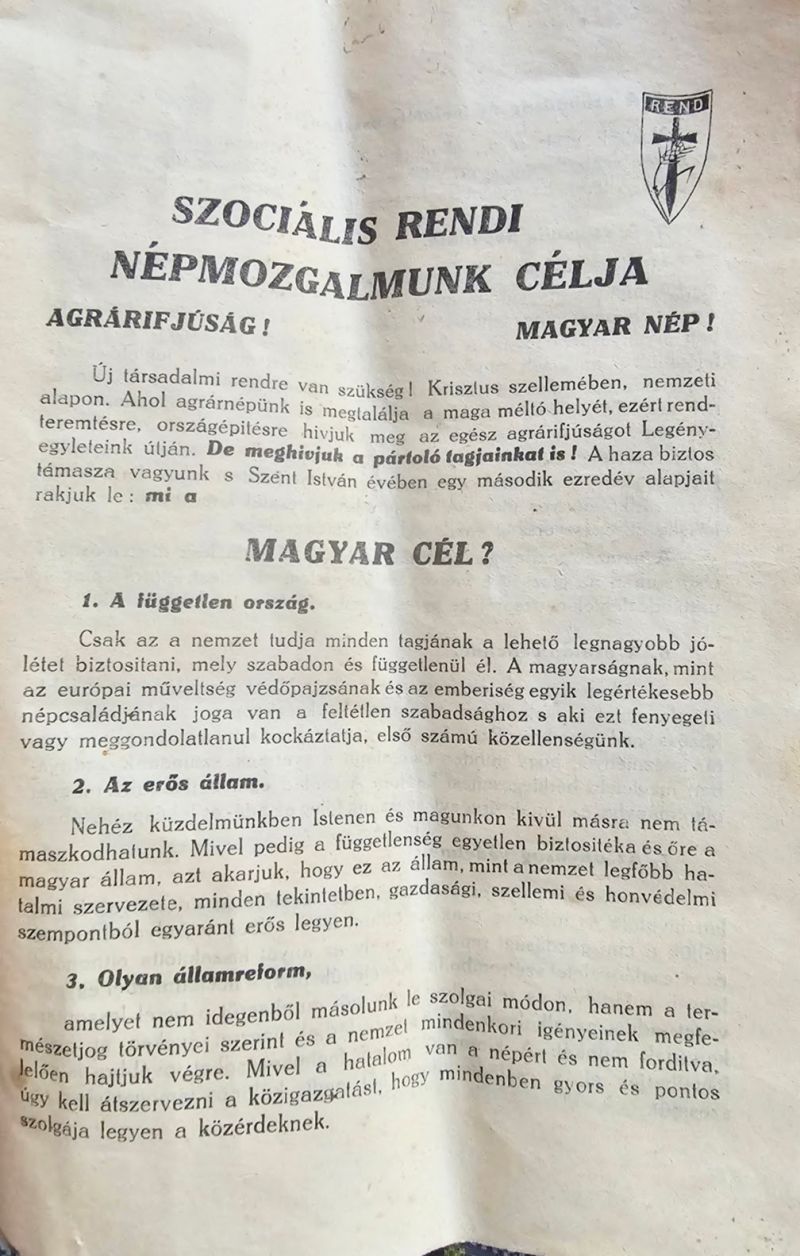 REND
SZOCIÁLIS RENDI
NÉPMOZGALMUNK CÉLJA
AGRÁRIFJÚSÁG! MAGYAR NÉP!
Új társadalmi rendre van szükség! Krisztus szellemében, nemzeti
alapon. Ahol agrárnépünk is megtalálja a maga méltó helyét, ezért rend-
teremtésre, országépitésre hivjuk meg az egész agrárifjúságot Legény-
egyleteink útján. De meghivjuk a pártoló tagjainkat is! A haza biztos
támasza vagyunk s Szent István évében egy második ezredév alapjait
rakjuk le: mi a
MAGYAR CÉL?
1. A független ország.
Csak az a nemzet tudja minden tagjának a lehető legnagyobb jó-
létet biztositani, mely szabadon és függetlenül él. A magyarságnak, mint
az európai műveltség védőpajzsának és az emberiség egyik legértékesebb
népcsaládjának joga van a feltétlen szabadsághoz s aki ezt fenyegeti
vagy meggondolatlanul kockáztatja, első számú közellenségünk.
2. Az erős állam.
Nehéz küzdelmünkben Istenen és magunkon kivül másra nem tá-
maszkodhatunk. Mivel pedig a függetlenség egyetlen biztositéka és őre a
magyar állam, azt akarjuk, hogy ez az állam, mint a nemzet legfőbb ha-
talmi szervezete, minden tekintetben, gazdasági, szellemi és honvédelmi
szempontból egyaránt erős legyen.
3. Olyan államreform,
amelyet nem idegenből másolunk le szolgai módon, hanem a ter-
mészetjog törvényei szerint és a nemzet mindenkori igényeinek megfe-
lelően hajtjuk végre. Mivel a hatalom van a népért és nem forditva,
úgy kell átszervezni a közigazgatást, hogy mindenben gyors és pontos
szolgája legyen a közérdeknek.